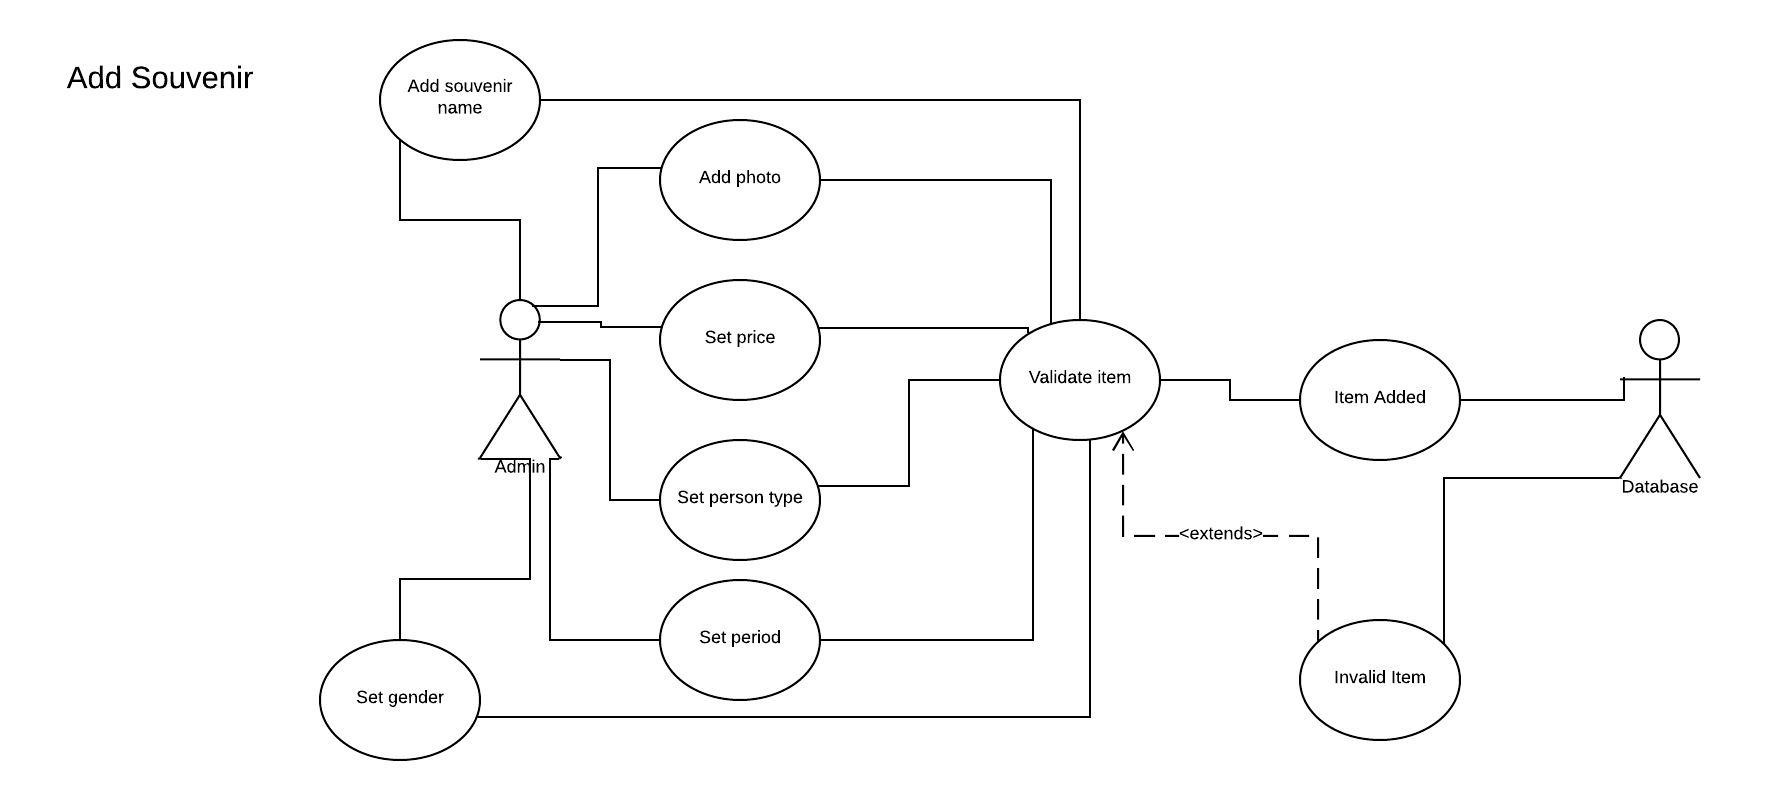 Add Souvenir
Add souvenir
name
Add photo
Set price
Validate item
Item Added
Admin
Database
Set person type
<extends>
Set period
Invalid Item
Set gender